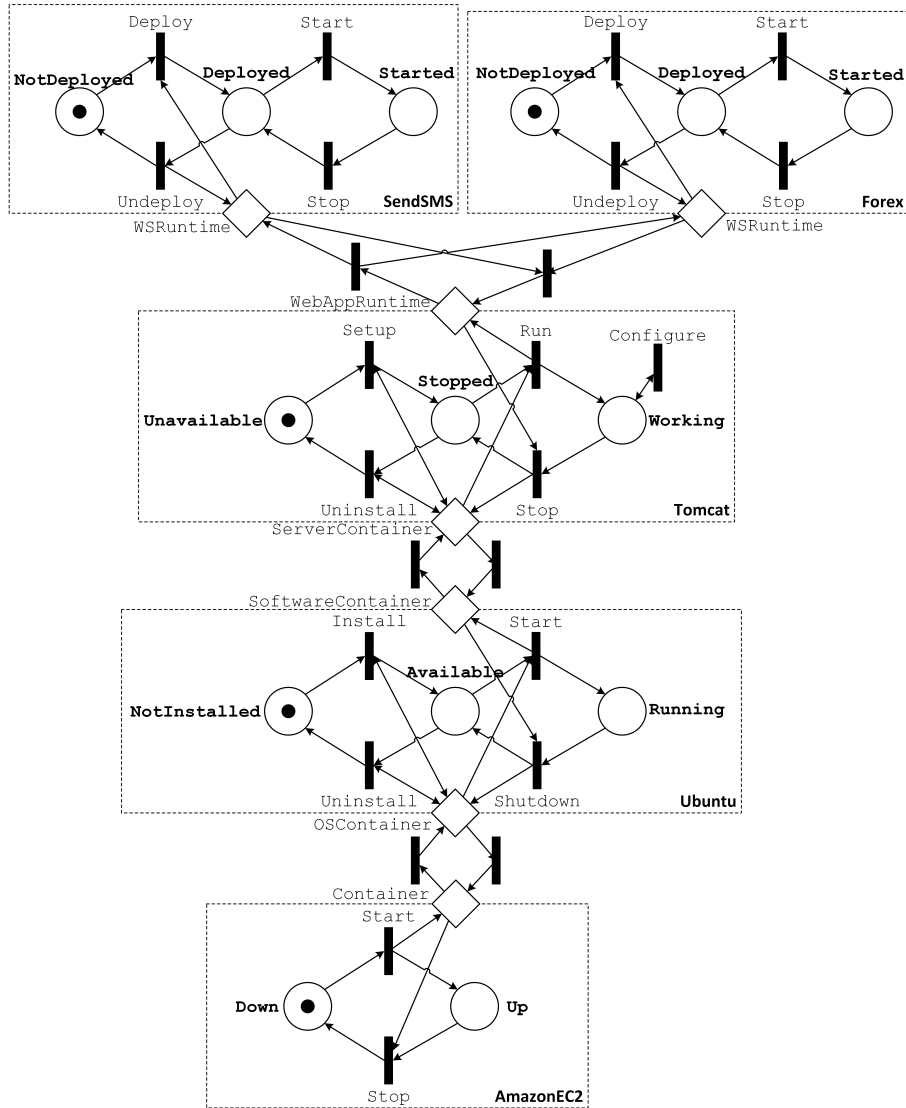 Deploy
Start
NotDeployed
Deployed
Started
Undeploy
Stop
SendSMS
WSRuntime
Deploy
Start
NotDeployed
Deployed
Started
Undeploy
Stop
Forex
WSRuntime
WebAppRuntime
Setup
Run
Configure
Stopped
Unavailable
Working
Uninstall
Stop
Tomcat
ServerContainer
SoftwareContainer
Install
Start
Available
NotInstalled
Running
Uninstall
Shutdown
Ubuntu
OSContainer
Container
Start
Down
Up
Stop
AmazonEC2